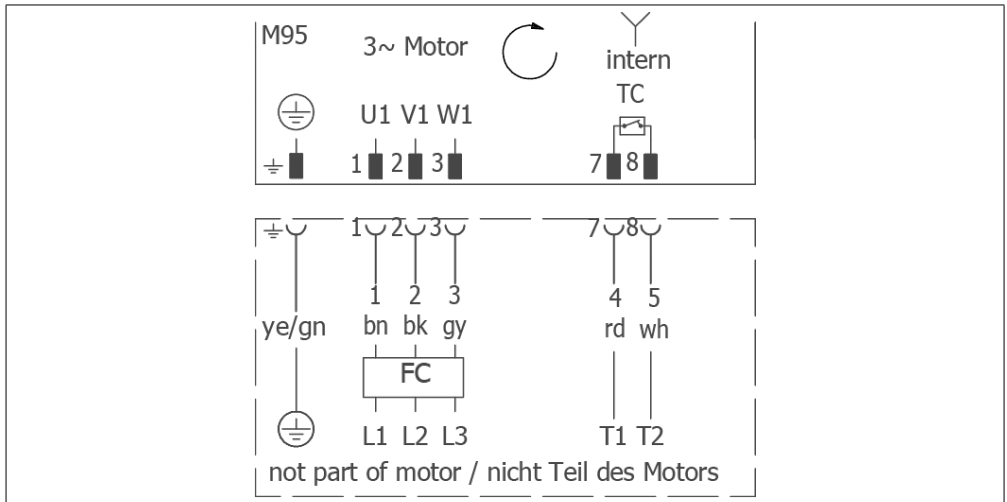 M95
3~ Motor
intern
TC
U1 V1 W1
1 2 3 7 8
1 2 3 7 8
1 2 3 4 5
ye/gn bn bk gy rd wh
FC
L1 L2 L3 T1 T2
not part of motor / nicht Teil des Motors